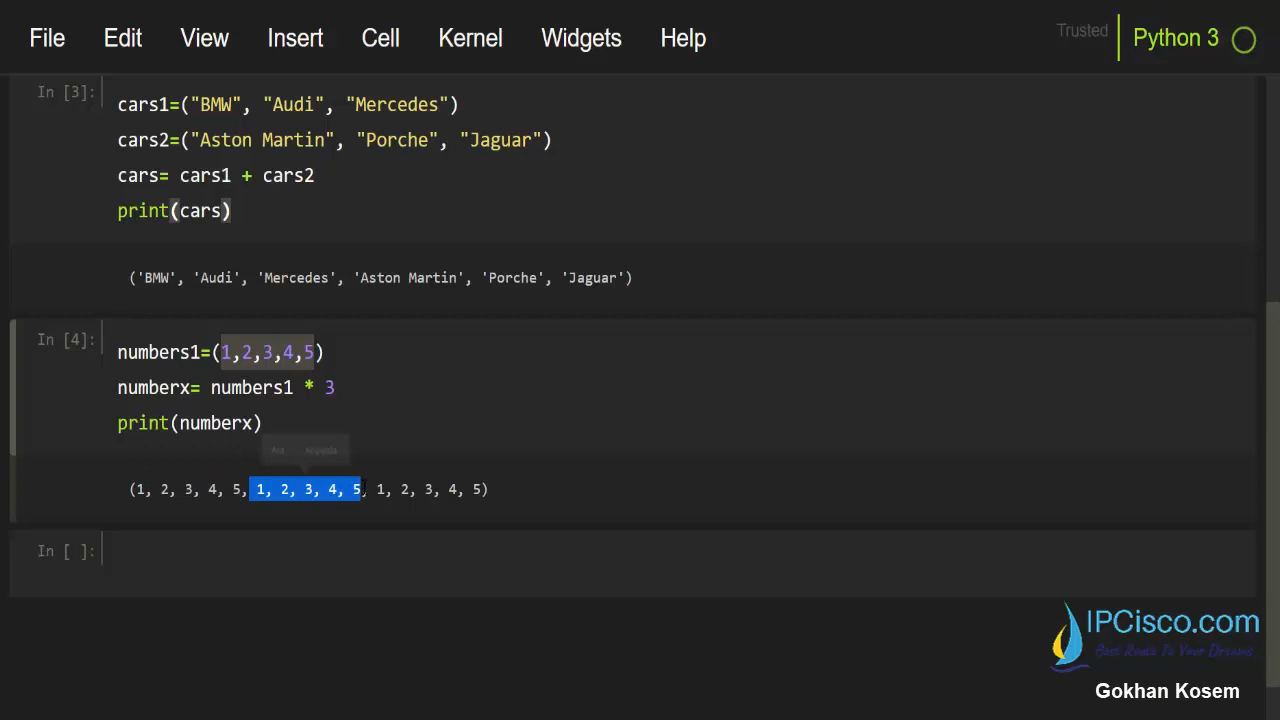 File Edit View Insert Cell Kernel Widgets Help Trusted Python 3
In [3]:
cars1=("BMW", "Audi", "Mercedes")
cars2=("Aston Martin", "Porche", "Jaguar")
cars= cars1 + cars2
print(cars)
('BMW', 'Audi', 'Mercedes', 'Aston Martin', 'Porche', 'Jaguar')
In [4]:
numbers1=(1,2,3,4,5)
numberx= numbers1 * 3
print(numberx)
(1, 2, 3, 4, 5, 1, 2, 3, 4, 5, 1, 2, 3, 4, 5)
In [ ]:
IPCisco.com
Best Route To Your Dreams
Gokhan Kosem